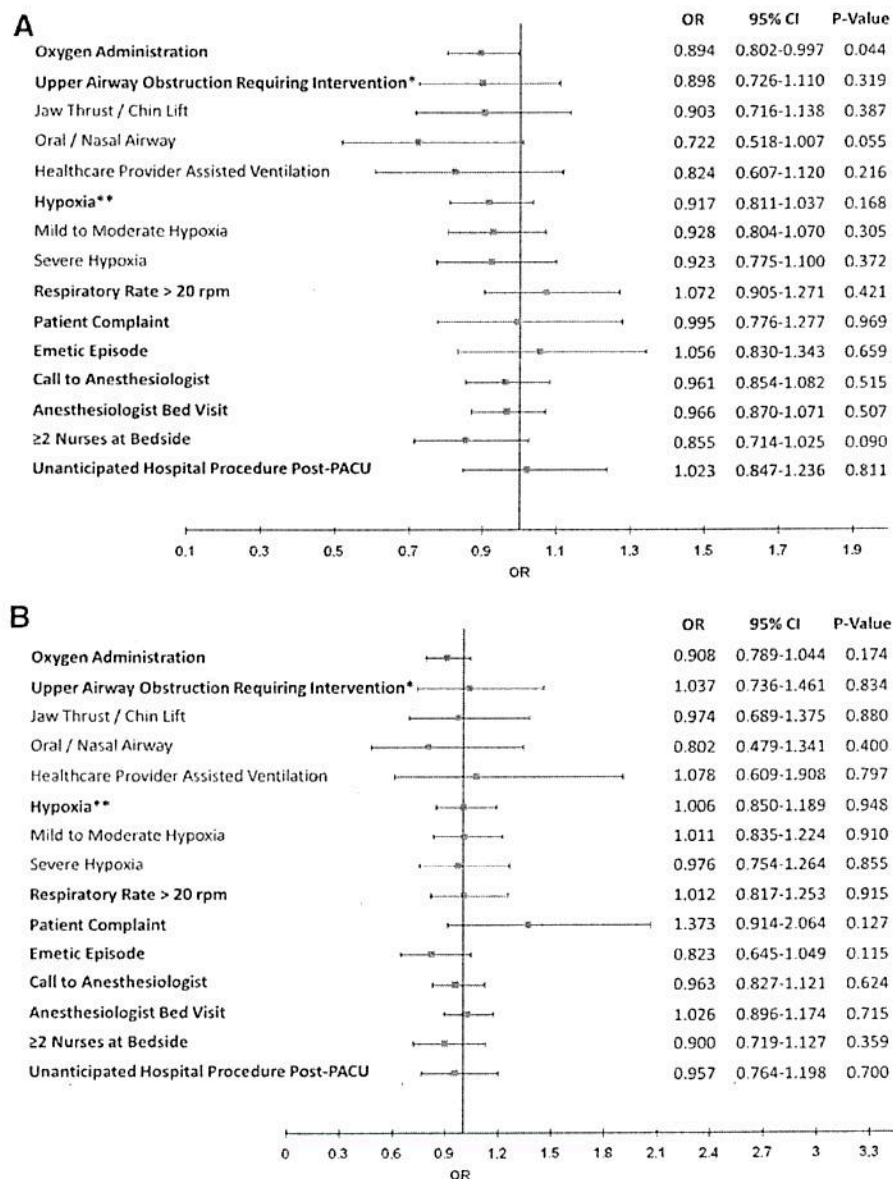 A
OR 95% CI P-Value
Oxygen Administration 0.894 0.802-0.997 0.044
Upper Airway Obstruction Requiring Intervention* 0.898 0.726-1.110 0.319
Jaw Thrust / Chin Lift 0.903 0.716-1.138 0.387
Oral / Nasal Airway 0.722 0.518-1.007 0.055
Healthcare Provider Assisted Ventilation 0.824 0.607-1.120 0.216
Hypoxia** 0.917 0.811-1.037 0.168
Mild to Moderate Hypoxia 0.928 0.804-1.070 0.305
Severe Hypoxia 0.923 0.775-1.100 0.372
Respiratory Rate > 20 rpm 1.072 0.905-1.271 0.421
Patient Complaint 0.995 0.776-1.277 0.969
Emetic Episode 1.056 0.830-1.343 0.659
Call to Anesthesiologist 0.961 0.854-1.082 0.515
Anesthesiologist Bed Visit 0.966 0.870-1.071 0.507
≥2 Nurses at Bedside 0.855 0.714-1.025 0.090
Unanticipated Hospital Procedure Post-PACU 1.023 0.847-1.236 0.811
0.1 0.3 0.5 0.7 0.9 1.1 1.3 1.5 1.7 1.9
OR
B
OR 95% CI P-Value
Oxygen Administration 0.908 0.789-1.044 0.174
Upper Airway Obstruction Requiring Intervention* 1.037 0.736-1.461 0.834
Jaw Thrust / Chin Lift 0.974 0.689-1.375 0.880
Oral / Nasal Airway 0.802 0.479-1.341 0.400
Healthcare Provider Assisted Ventilation 1.078 0.609-1.908 0.797
Hypoxia** 1.006 0.850-1.189 0.948
Mild to Moderate Hypoxia 1.011 0.835-1.224 0.910
Severe Hypoxia 0.976 0.754-1.264 0.855
Respiratory Rate > 20 rpm 1.012 0.817-1.253 0.915
Patient Complaint 1.373 0.914-2.064 0.127
Emetic Episode 0.823 0.645-1.049 0.115
Call to Anesthesiologist 0.963 0.827-1.121 0.624
Anesthesiologist Bed Visit 1.026 0.896-1.174 0.715
≥2 Nurses at Bedside 0.900 0.719-1.127 0.359
Unanticipated Hospital Procedure Post-PACU 0.957 0.764-1.198 0.700
0 0.3 0.6 0.9 1.2 1.5 1.8 2.1 2.4 2.7 3 3.3
OR